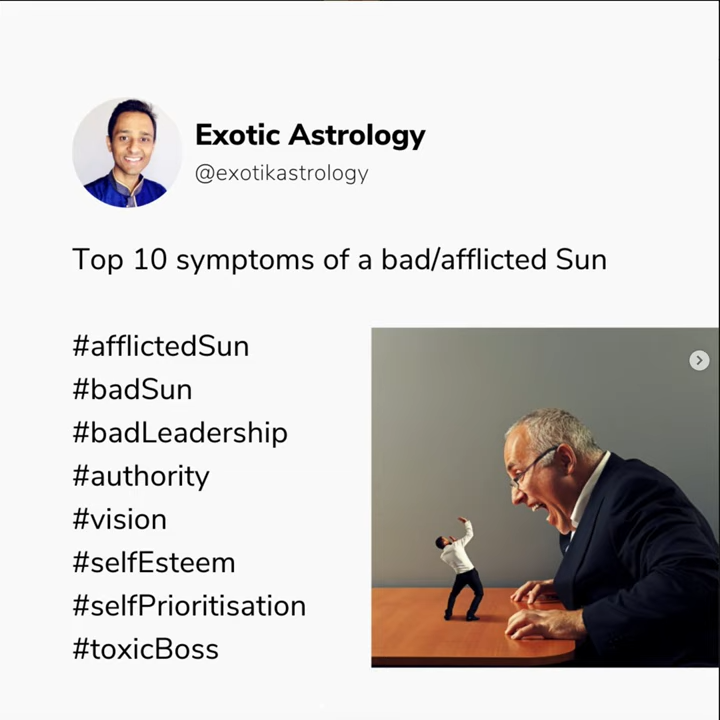 Exotic Astrology
@exotikastrology
Top 10 symptoms of a bad/afflicted Sun
#afflictedSun
#badSun
#badLeadership
#authority
#vision
#selfEsteem
#selfPrioritisation
#toxicBoss